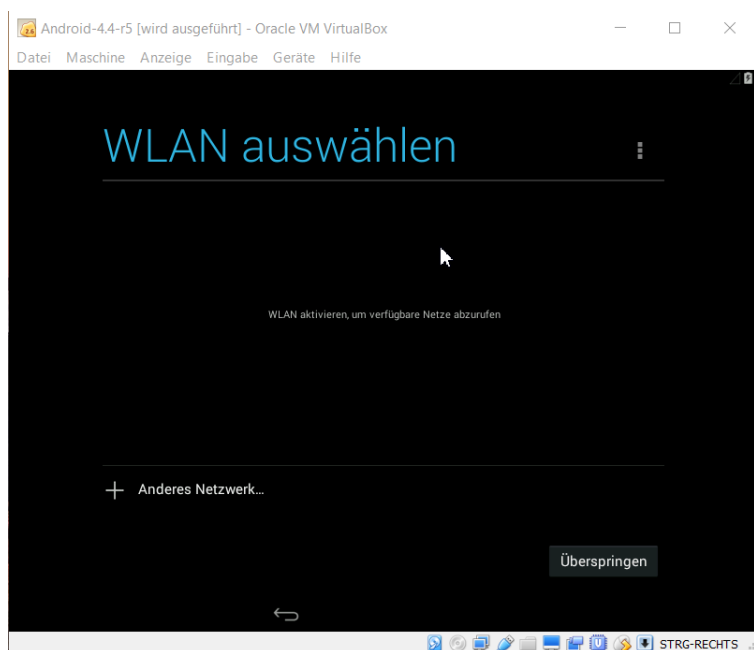 Android-4.4-r5 [wird ausgeführt] - Oracle VM VirtualBox
Datei Maschine Anzeige Eingabe Geräte Hilfe
WLAN auswählen
WLAN aktivieren, um verfügbare Netze abzurufen
Anderes Netzwerk...
Überspringen
STRG-RECHTS